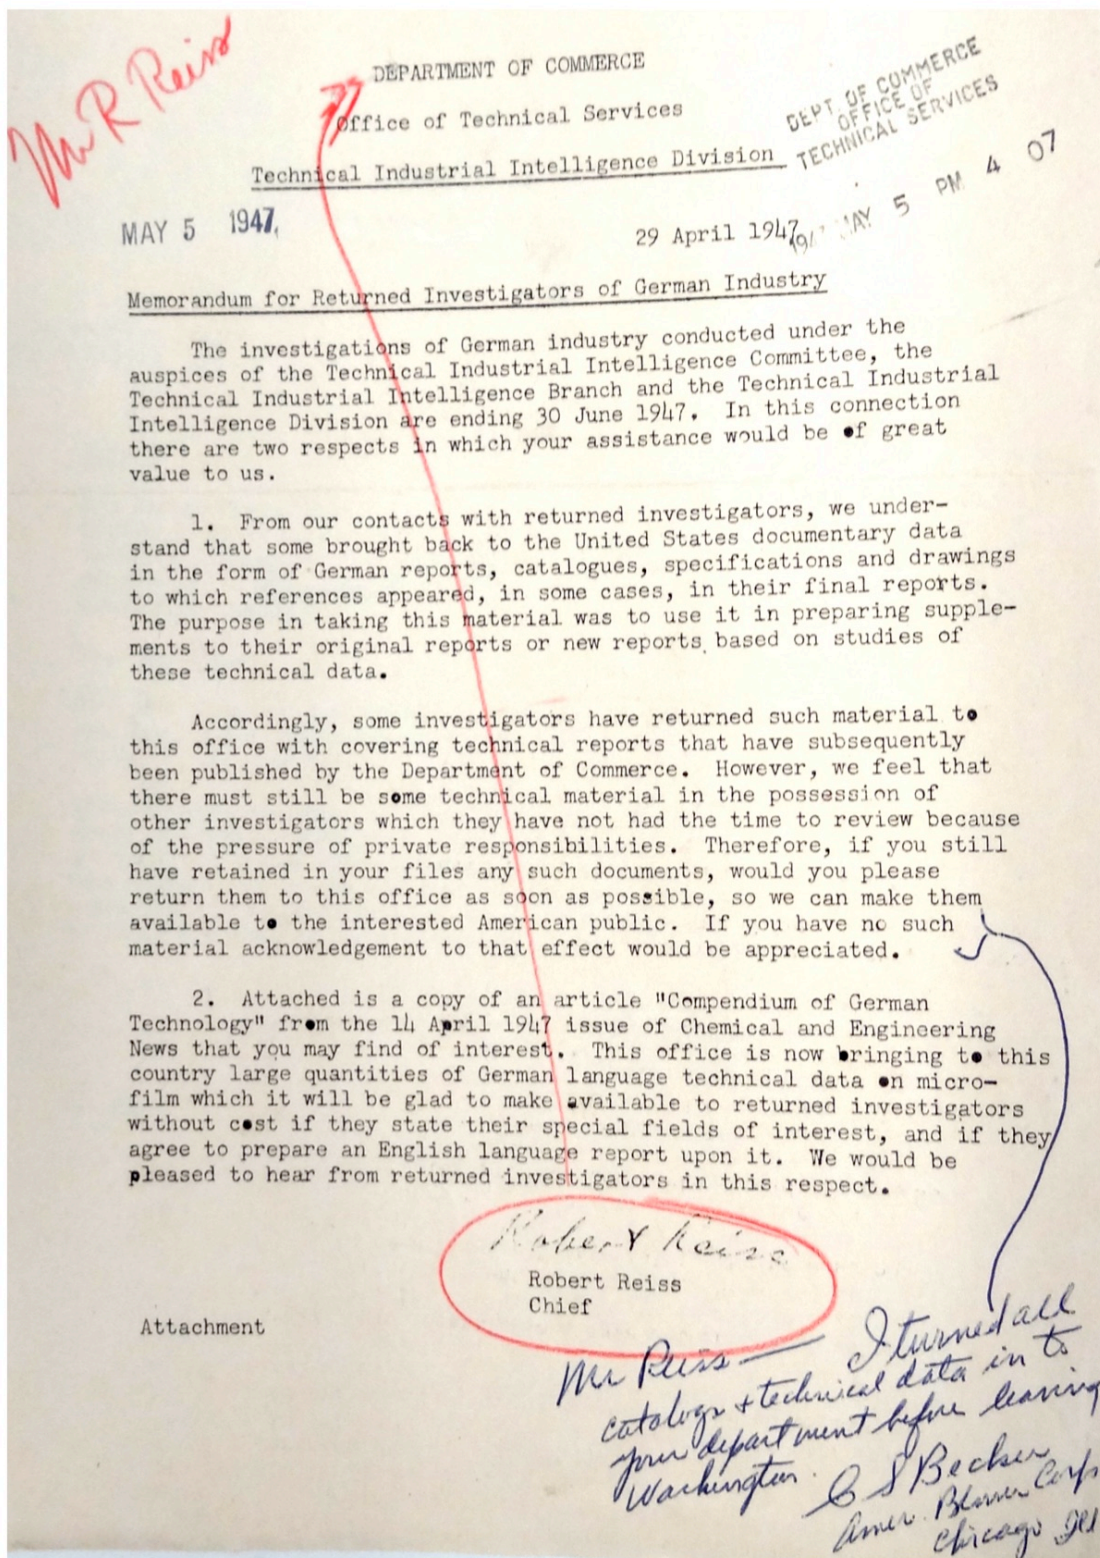 Mr R Reiss
DEPARTMENT OF COMMERCE
Office of Technical Services
Technical Industrial Intelligence Division
DEPT. OF COMMERCE
OFFICE OF
TECHNICAL SERVICES
1947 MAY 5 PM 4 07
MAY 5 1947
29 April 1947
Memorandum for Returned Investigators of German Industry
The investigations of German industry conducted under the
auspices of the Technical Industrial Intelligence Committee, the
Technical Industrial Intelligence Branch and the Technical Industrial
Intelligence Division are ending 30 June 1947. In this connection
there are two respects in which your assistance would be of great
value to us.
1. From our contacts with returned investigators, we under-
stand that some brought back to the United States documentary data
in the form of German reports, catalogues, specifications and drawings
to which references appeared, in some cases, in their final reports.
The purpose in taking this material was to use it in preparing supple-
ments to their original reports or new reports based on studies of
these technical data.
Accordingly, some investigators have returned such material to
this office with covering technical reports that have subsequently
been published by the Department of Commerce. However, we feel that
there must still be some technical material in the possession of
other investigators which they have not had the time to review because
of the pressure of private responsibilities. Therefore, if you still
have retained in your files any such documents, would you please
return them to this office as soon as possible, so we can make them
available to the interested American public. If you have no such
material acknowledgement to that effect would be appreciated.
2. Attached is a copy of an article "Compendium of German
Technology" from the 14 April 1947 issue of Chemical and Engineering
News that you may find of interest. This office is now bringing to this
country large quantities of German language technical data on micro-
film which it will be glad to make available to returned investigators
without cost if they state their special fields of interest, and if they
agree to prepare an English language report upon it. We would be
pleased to hear from returned investigators in this respect.
Robert Reiss
Robert Reiss
Chief
Attachment
Mr Reiss — I turned all
catalogs + technical data in to
your department before leaving
Washington.
C S Becker
Amer. Blower Corp
Chicago Ill